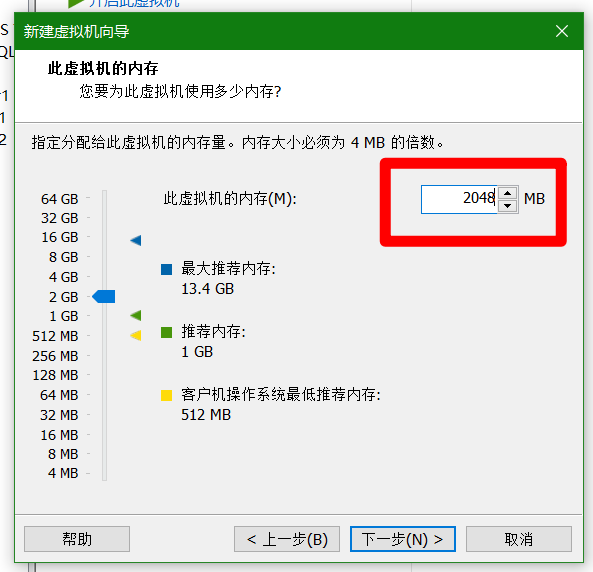 开启此虚拟机
新建虚拟机向导
此虚拟机的内存
您要为此虚拟机使用多少内存?
指定分配给此虚拟机的内存量。内存大小必须为 4 MB 的倍数。
此虚拟机的内存(M):
2048 MB
64 GB
32 GB
16 GB
8 GB
4 GB
2 GB
1 GB
512 MB
256 MB
128 MB
64 MB
32 MB
16 MB
8 MB
4 MB
最大推荐内存:
13.4 GB
推荐内存:
1 GB
客户机操作系统最低推荐内存:
512 MB
帮助
< 上一步(B)
下一步(N) >
取消